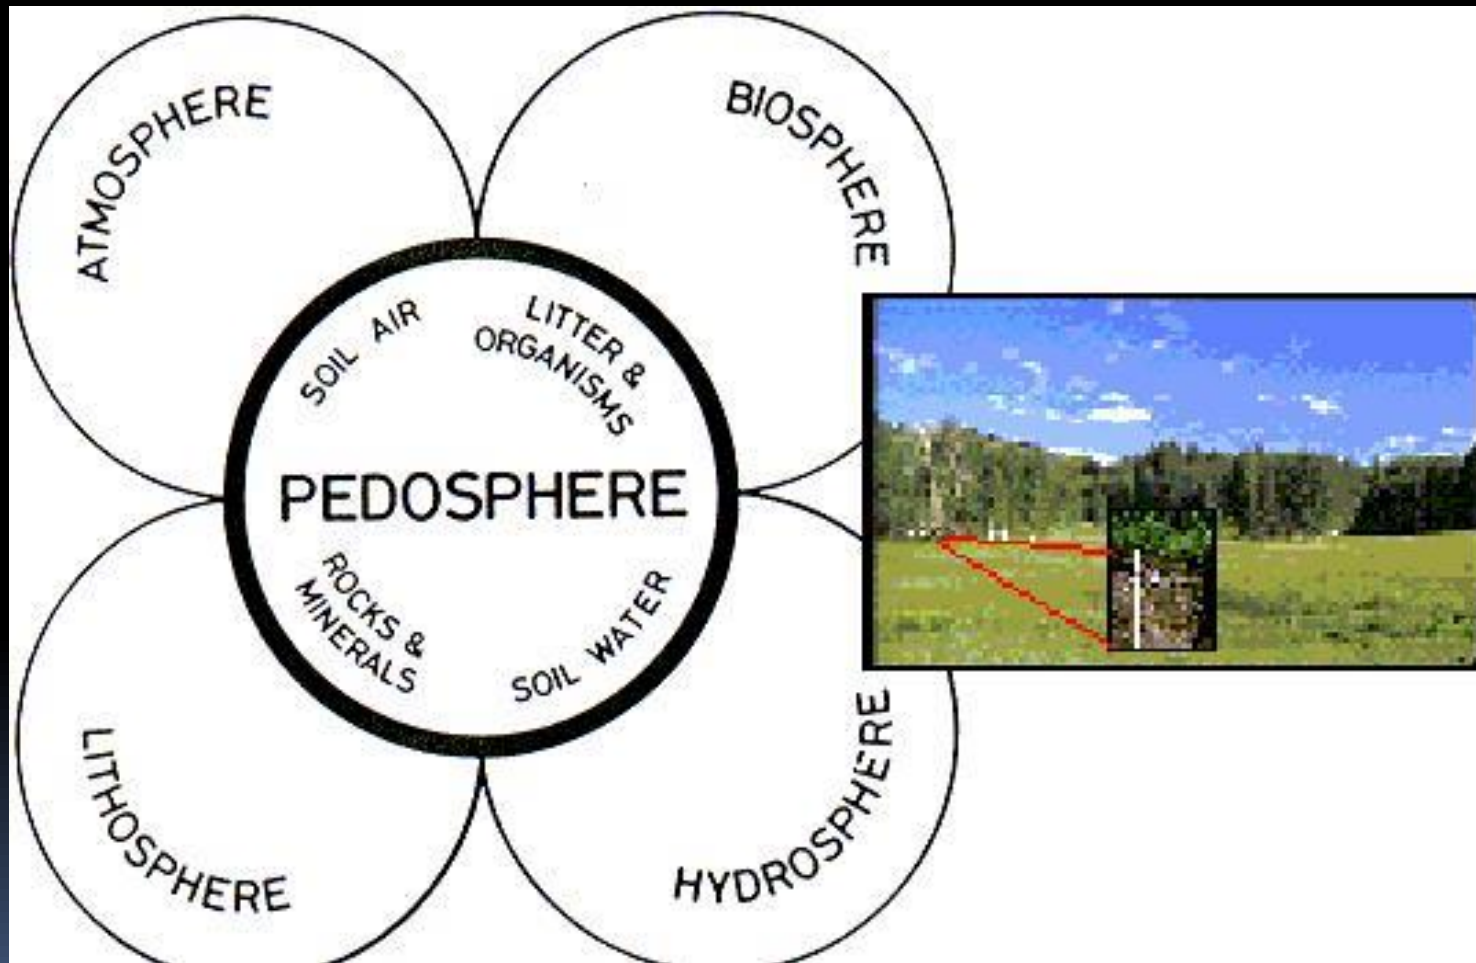 ATMOSPHERE
BIOSPHERE
SOIL AIR
LITTER &
ORGANISMS
PEDOSPHERE
ROCKS &
MINERALS
SOIL WATER
LITHOSPHERE
HYDROSPHERE